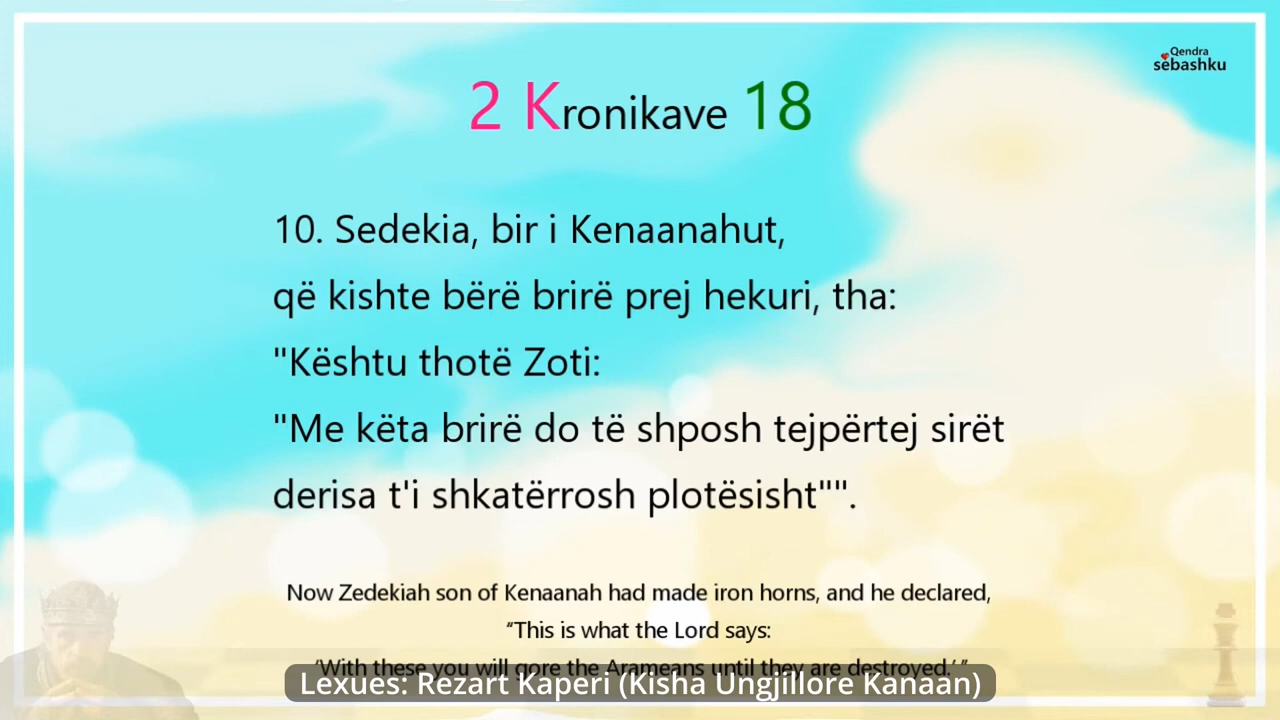 Qendra
sëbashku
2 Kronikave 18
10. Sedekia, bir i Kenaanahut,
që kishte bërë brirë prej hekuri, tha:
"Kështu thotë Zoti:
"Me këta brirë do të shposh tejpërtej sirët
derisa t'i shkatërrosh plotësisht"".
Now Zedekiah son of Kenaanah had made iron horns, and he declared,
“This is what the Lord says:
‘With these you will gore the Arameans until they are destroyed.’ ”
Lexues: Rezart Kaperi (Kisha Ungjillore Kanaan)